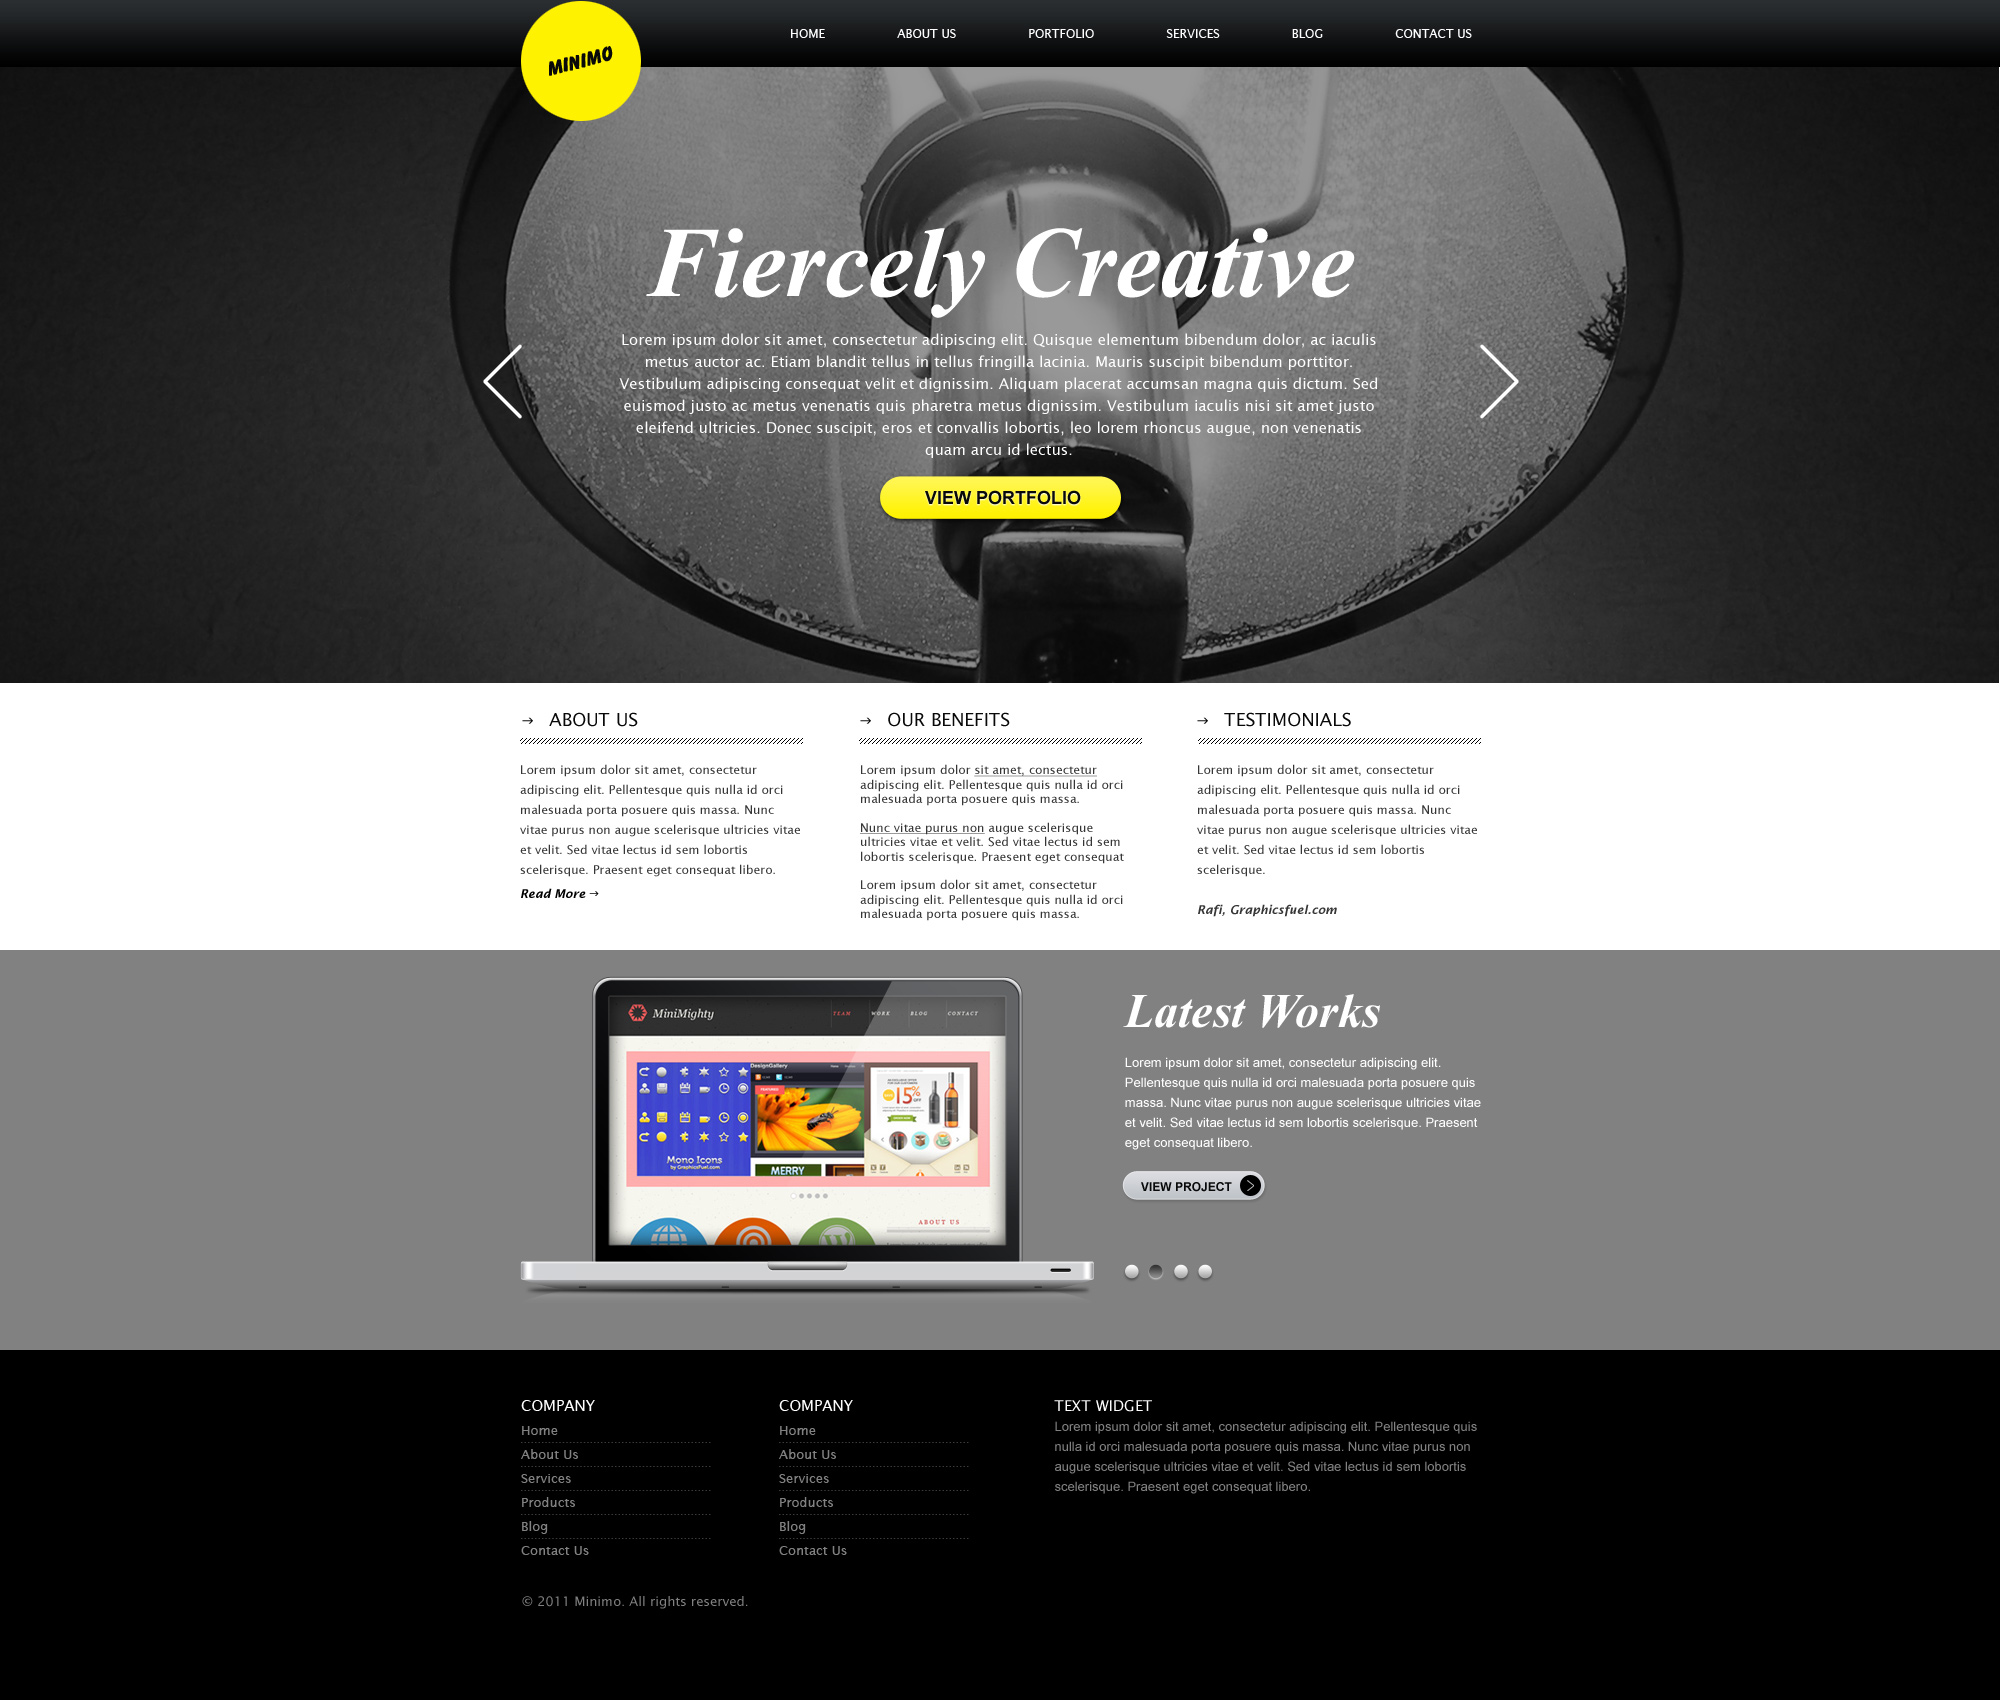 MINIMO
HOME ABOUT US PORTFOLIO SERVICES BLOG CONTACT US
Fiercely Creative
Lorem ipsum dolor sit amet, consectetur adipiscing elit. Quisque elementum bibendum dolor, ac iaculis
metus auctor ac. Etiam blandit tellus in tellus fringilla lacinia. Mauris suscipit bibendum porttitor.
Vestibulum adipiscing consequat velit et dignissim. Aliquam placerat accumsan magna quis dictum. Sed
euismod justo ac metus venenatis quis pharetra metus dignissim. Vestibulum iaculis nisi sit amet justo
eleifend ultricies. Donec suscipit, eros et convallis lobortis, leo lorem rhoncus augue, non venenatis
quam arcu id lectus.
VIEW PORTFOLIO
→ ABOUT US
Lorem ipsum dolor sit amet, consectetur
adipiscing elit. Pellentesque quis nulla id orci
malesuada porta posuere quis massa. Nunc
vitae purus non augue scelerisque ultricies vitae
et velit. Sed vitae lectus id sem lobortis
scelerisque. Praesent eget consequat libero.
Read More →
→ OUR BENEFITS
Lorem ipsum dolor sit amet, consectetur
adipiscing elit. Pellentesque quis nulla id orci
malesuada porta posuere quis massa.
Nunc vitae purus non augue scelerisque
ultricies vitae et velit. Sed vitae lectus id sem
lobortis scelerisque. Praesent eget consequat
Lorem ipsum dolor sit amet, consectetur
adipiscing elit. Pellentesque quis nulla id orci
malesuada porta posuere quis massa.
→ TESTIMONIALS
Lorem ipsum dolor sit amet, consectetur
adipiscing elit. Pellentesque quis nulla id orci
malesuada porta posuere quis massa. Nunc
vitae purus non augue scelerisque ultricies vitae
et velit. Sed vitae lectus id sem lobortis
scelerisque.
Rafi, Graphicsfuel.com
MiniMighty
TEAM WORK BLOG CONTACT
DesignGallery
FEATURED
15% OFF
Mono Icons
by GraphicsFuel.com
MERRY
ABOUT US
Latest Works
Lorem ipsum dolor sit amet, consectetur adipiscing elit.
Pellentesque quis nulla id orci malesuada porta posuere quis
massa. Nunc vitae purus non augue scelerisque ultricies vitae
et velit. Sed vitae lectus id sem lobortis scelerisque. Praesent
eget consequat libero.
VIEW PROJECT
COMPANY
Home
About Us
Services
Products
Blog
Contact Us
COMPANY
Home
About Us
Services
Products
Blog
Contact Us
TEXT WIDGET
Lorem ipsum dolor sit amet, consectetur adipiscing elit. Pellentesque quis
nulla id orci malesuada porta posuere quis massa. Nunc vitae purus non
augue scelerisque ultricies vitae et velit. Sed vitae lectus id sem lobortis
scelerisque. Praesent eget consequat libero.
© 2011 Minimo. All rights reserved.